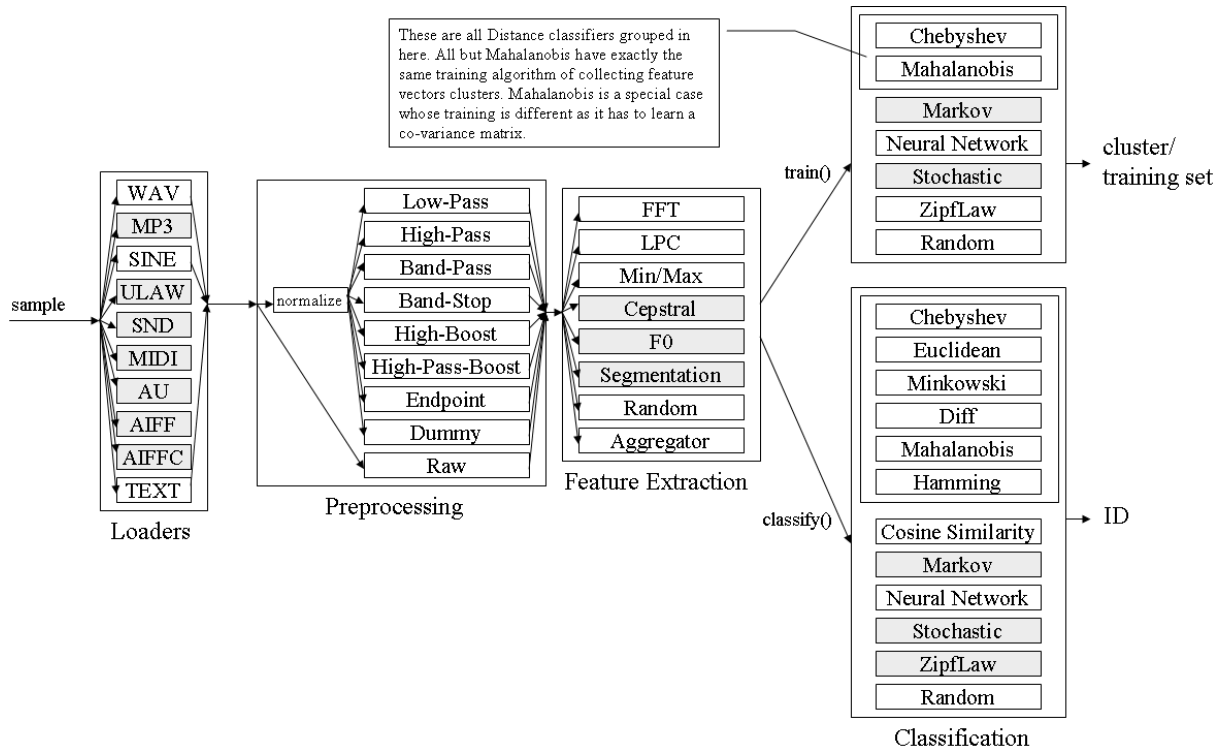 These are all Distance classifiers grouped in
here. All but Mahalanobis have exactly the
same training algorithm of collecting feature
vectors clusters. Mahalanobis is a special case
whose training is different as it has to learn a
co-variance matrix.
sample
WAV
MP3
SINE
ULAW
SND
MIDI
AU
AIFF
AIFFC
TEXT
Loaders
normalize
Low-Pass
High-Pass
Band-Pass
Band-Stop
High-Boost
High-Pass-Boost
Endpoint
Dummy
Raw
Preprocessing
FFT
LPC
Min/Max
Cepstral
F0
Segmentation
Random
Aggregator
Feature Extraction
train()
classify()
Chebyshev
Mahalanobis
Markov
Neural Network
Stochastic
ZipfLaw
Random
cluster/
training set
Chebyshev
Euclidean
Minkowski
Diff
Mahalanobis
Hamming
Cosine Similarity
Markov
Neural Network
Stochastic
ZipfLaw
Random
ID
Classification